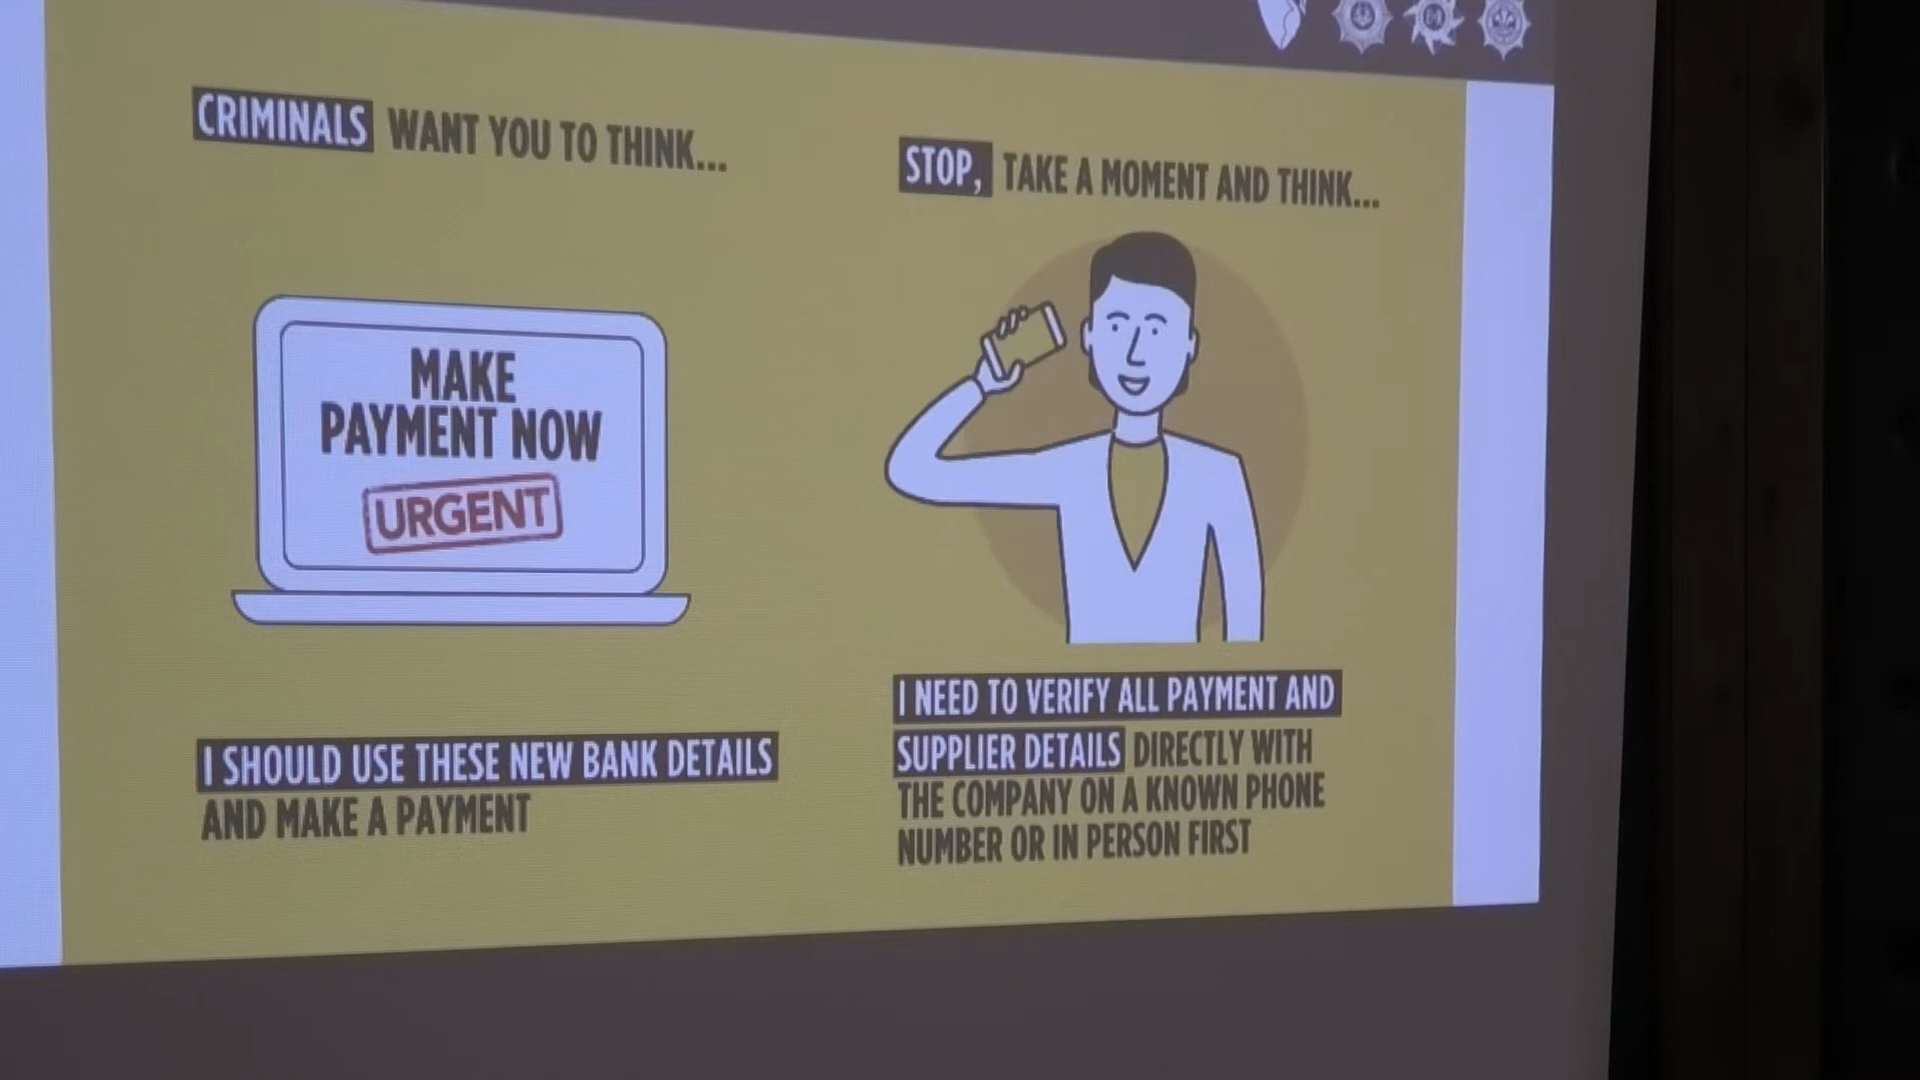 CRIMINALS WANT YOU TO THINK...
MAKE
PAYMENT NOW
URGENT
I SHOULD USE THESE NEW BANK DETAILS
AND MAKE A PAYMENT
STOP, TAKE A MOMENT AND THINK...
I NEED TO VERIFY ALL PAYMENT AND
SUPPLIER DETAILS DIRECTLY WITH
THE COMPANY ON A KNOWN PHONE
NUMBER OR IN PERSON FIRST